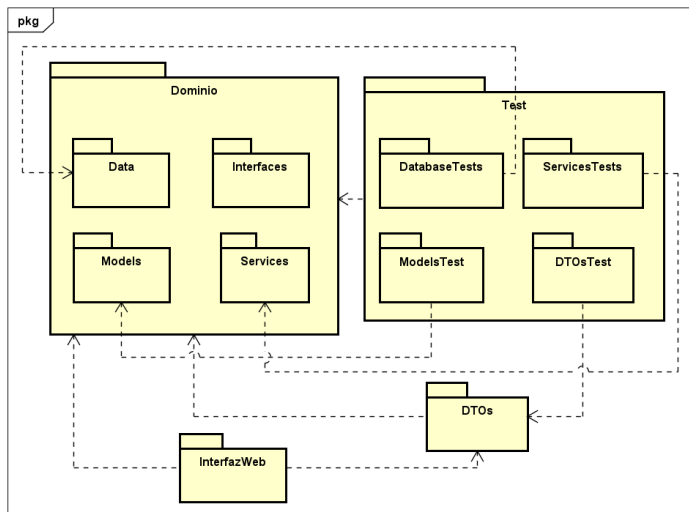 pkg
Dominio
Test
Data
Interfaces
DatabaseTests
ServicesTests
Models
Services
ModelsTest
DTOsTest
DTOs
InterfazWeb